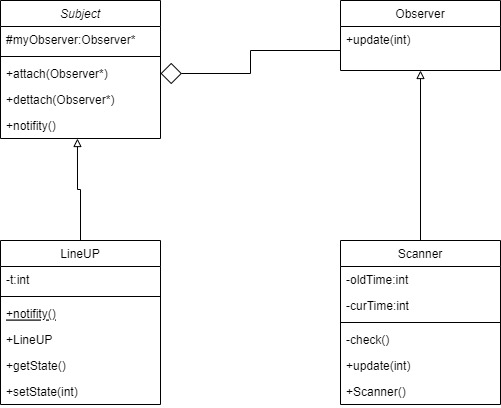 Subject
#myObserver:Observer*
+attach(Observer*)
+dettach(Observer*)
+notifity()
Observer
+update(int)
LineUP
-t:int
+notifity()
+LineUP
+getState()
+setState(int)
Scanner
-oldTime:int
-curTime:int
-check()
+update(int)
+Scanner()